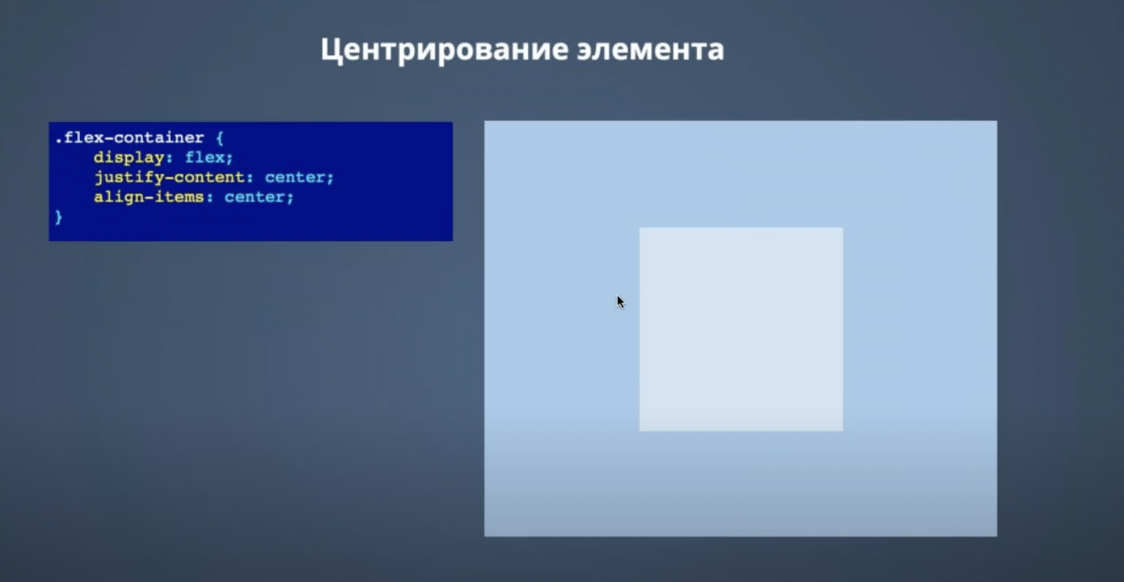 Центрирование элемента
.flex-container {
display: flex;
justify-content: center;
align-items: center;
}